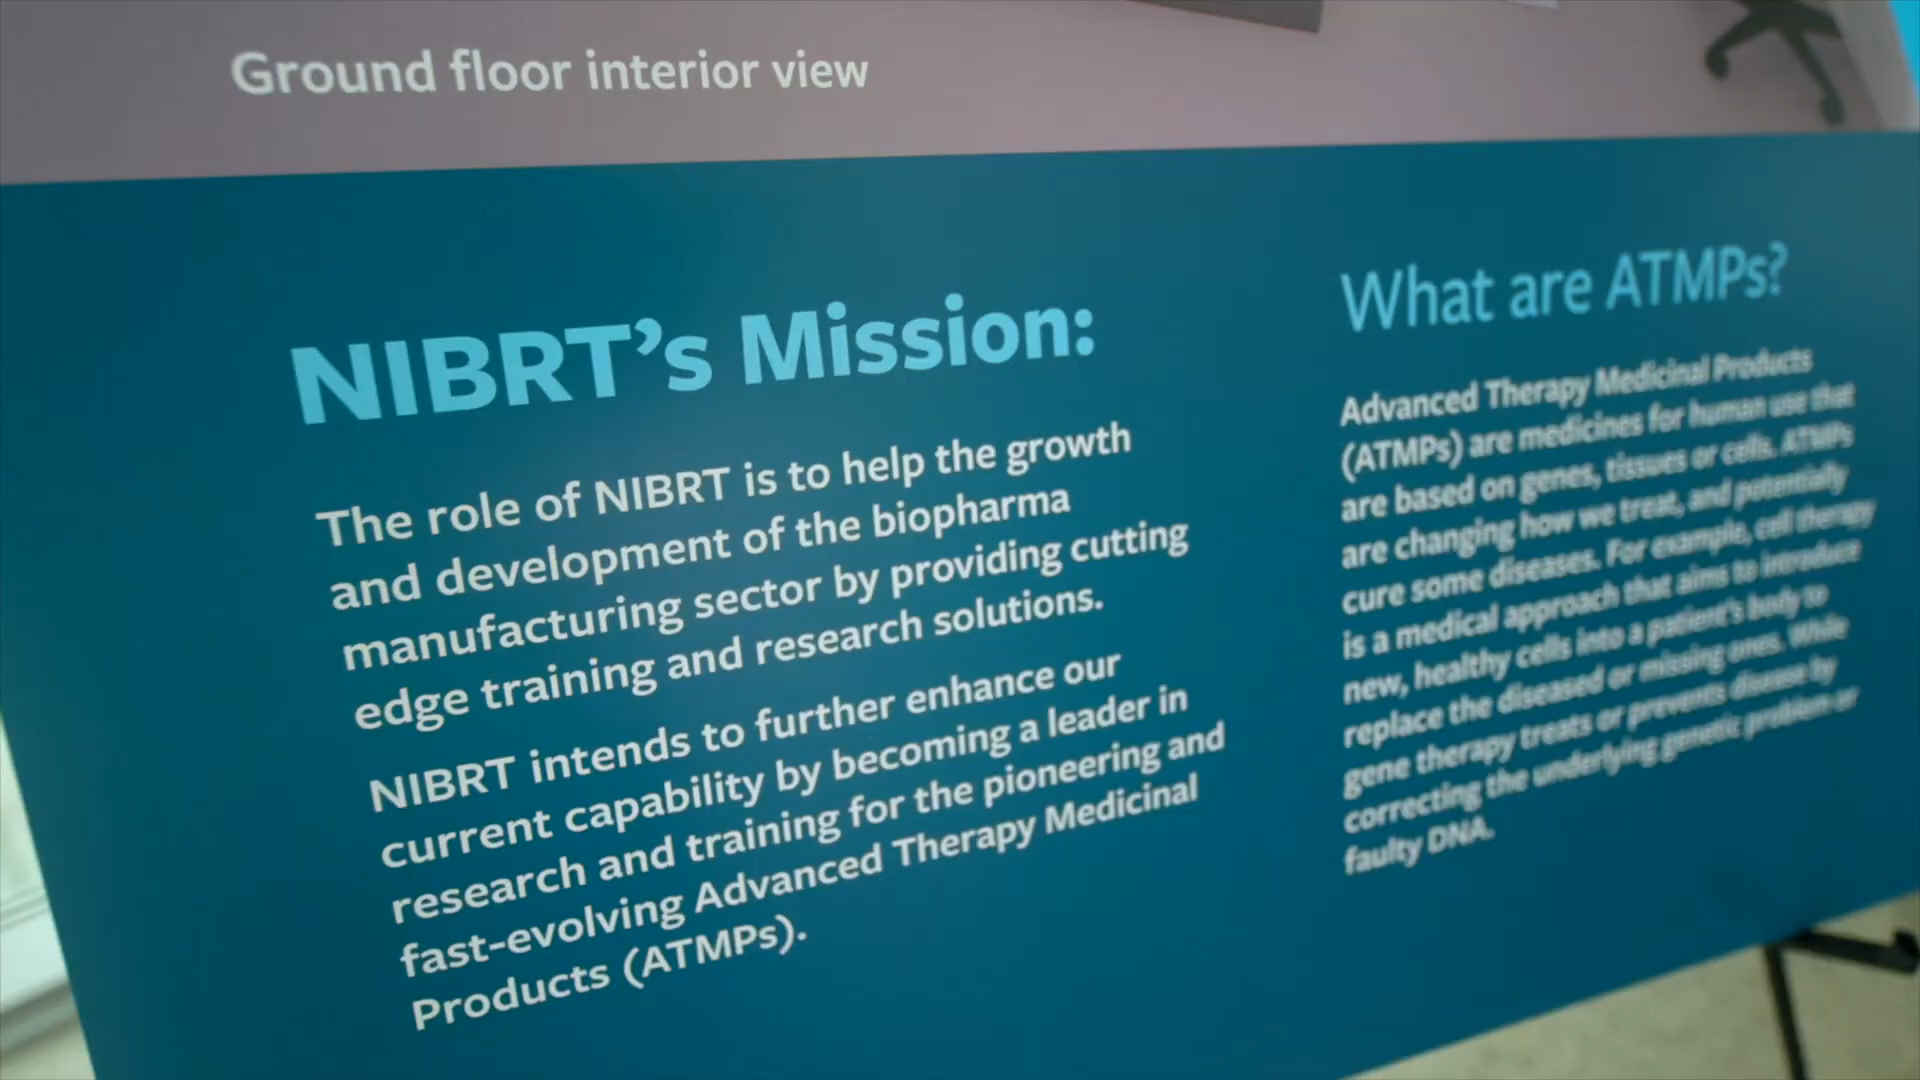 Ground floor interior view
NIBRT's Mission:
The role of NIBRT is to help the growth
and development of the biopharma
manufacturing sector by providing cutting
edge training and research solutions.
NIBRT intends to further enhance our
current capability by becoming a leader in
research and training for the pioneering and
fast-evolving Advanced Therapy Medicinal
Products (ATMPs).
What are ATMPs?
Advanced Therapy Medicinal Products
(ATMPs) are medicines for human use that
are based on genes, tissues or cells. ATMPs
are changing how we treat, and potentially
cure some diseases. For example, cell therapy
is a medical approach that aims to introduce
new, healthy cells into a patient's body to
replace the diseased or missing ones. While
gene therapy treats or prevents disease by
correcting the underlying genetic problem or
faulty DNA.